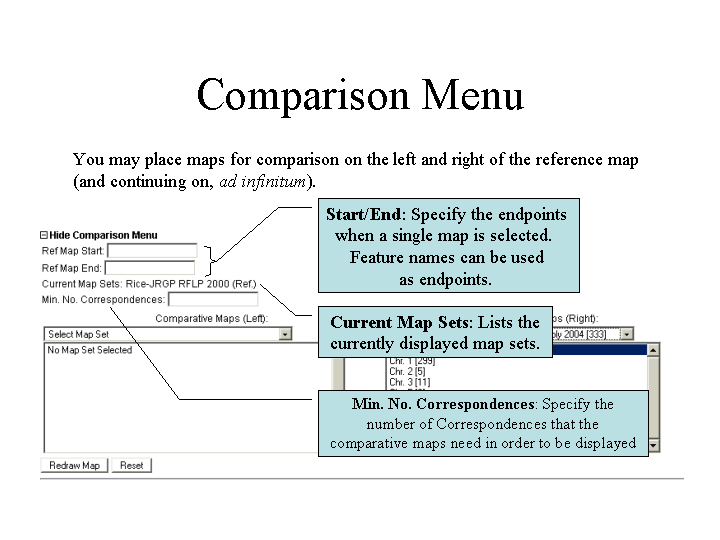 Comparison Menu
You may place maps for comparison on the left and right of the reference map
(and continuing on, ad infinitum).
Start/End: Specify the endpoints
when a single map is selected.
Feature names can be used
as endpoints.
Hide Comparison Menu
Ref Map Start:
Ref Map End:
Current Map Sets: Rice-JRGP RFLP 2000 (Ref.)
Min. No. Correspondences:
Current Map Sets: Lists the
currently displayed map sets.
Comparative Maps (Left):
(Right):
Select Map Set
2004 [333]
No Map Set Selected
Chr. 1 [299]
Chr. 2 [5]
Chr. 3 [11]
Min. No. Correspondences: Specify the
number of Correspondences that the
comparative maps need in order to be displayed
Redraw Map
Reset